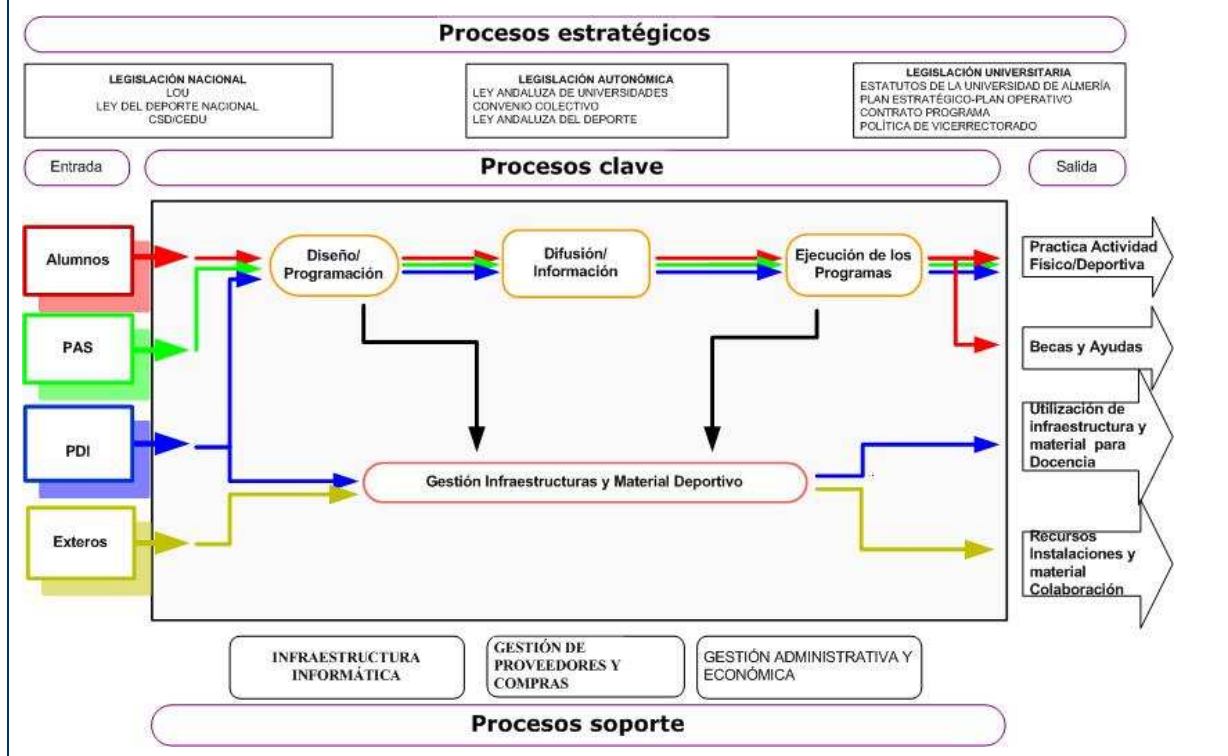 Procesos estratégicos
LEGISLACIÓN NACIONAL
LOU
LEY DEL DEPORTE NACIONAL
CSD/CEDU
LEGISLACIÓN AUTONÓMICA
LEY ANDALUZA DE UNIVERSIDADES
CONVENIO COLECTIVO
LEY ANDALUZA DEL DEPORTE
LEGISLACIÓN UNIVERSITARIA
ESTATUTOS DE LA UNIVERSIDAD DE ALMERÍA
PLAN ESTRATÉGICO-PLAN OPERATIVO
CONTRATO PROGRAMA
POLÍTICA DE VICERRECTORADO
Entrada
Procesos clave
Salida
Alumnos
PAS
PDI
Exteros
Diseño/
Programación
Difusión/
Información
Ejecución de los
Programas
Gestión Infraestructuras y Material Deportivo
Practica Actividad
Físico/Deportiva
Becas y Ayudas
Utilización de
infraestructura y
material para
Docencia
Recursos
Instalaciones y
material
Colaboración
INFRAESTRUCTURA
INFORMÁTICA
GESTIÓN DE
PROVEEDORES Y
COMPRAS
GESTIÓN ADMINISTRATIVA Y
ECONÓMICA
Procesos soporte